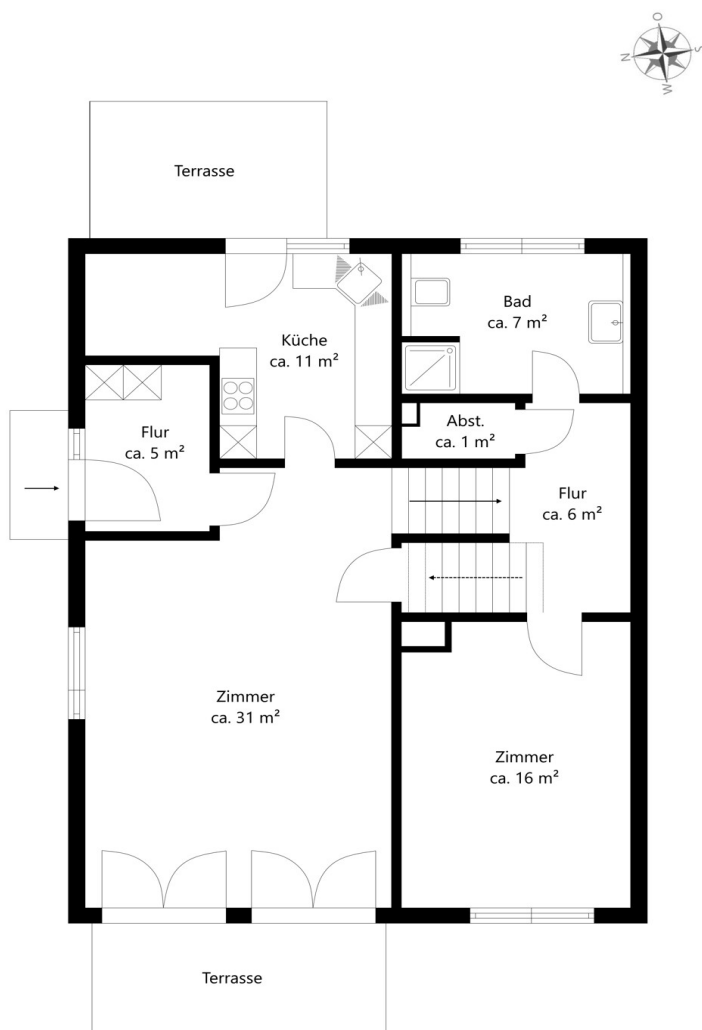 O
N
S
W
Terrasse
Küche
ca. 11 m²
Bad
ca. 7 m²
Flur
ca. 5 m²
Abst.
ca. 1 m²
Flur
ca. 6 m²
Zimmer
ca. 31 m²
Zimmer
ca. 16 m²
Terrasse